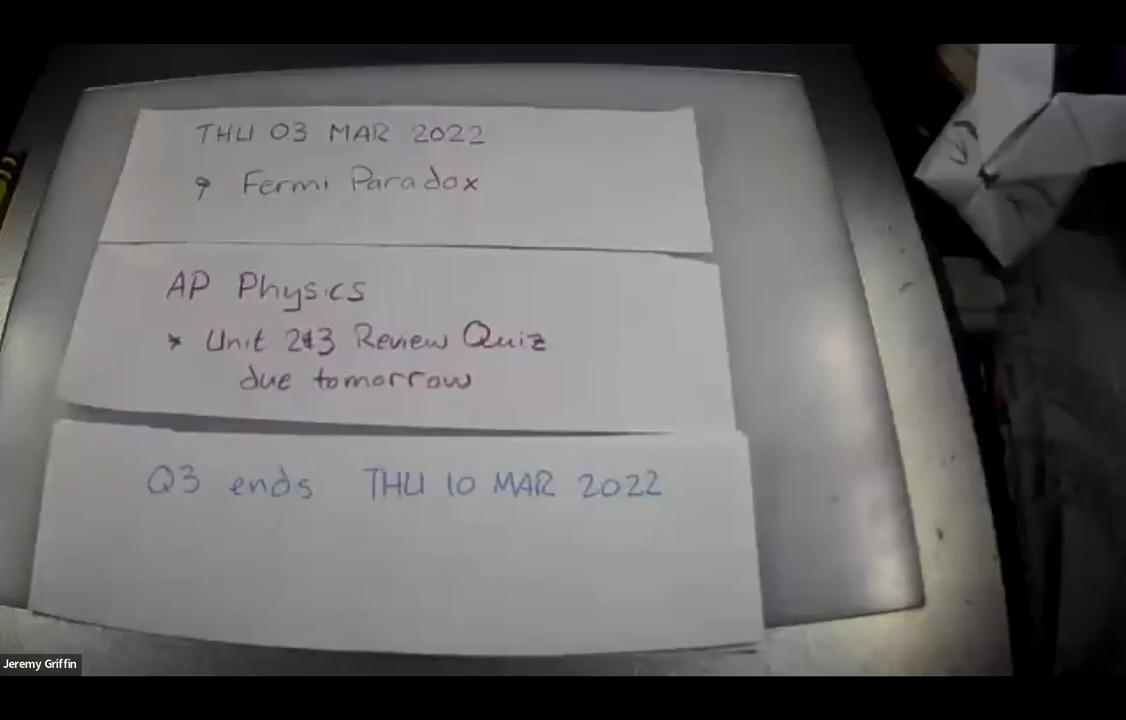 THU 03 MAR 2022
? Fermi Paradox
AP Physics
* Unit 2&3 Review Quiz
due tomorrow
Q3 ends THU 10 MAR 2022
Jeremy Griffin